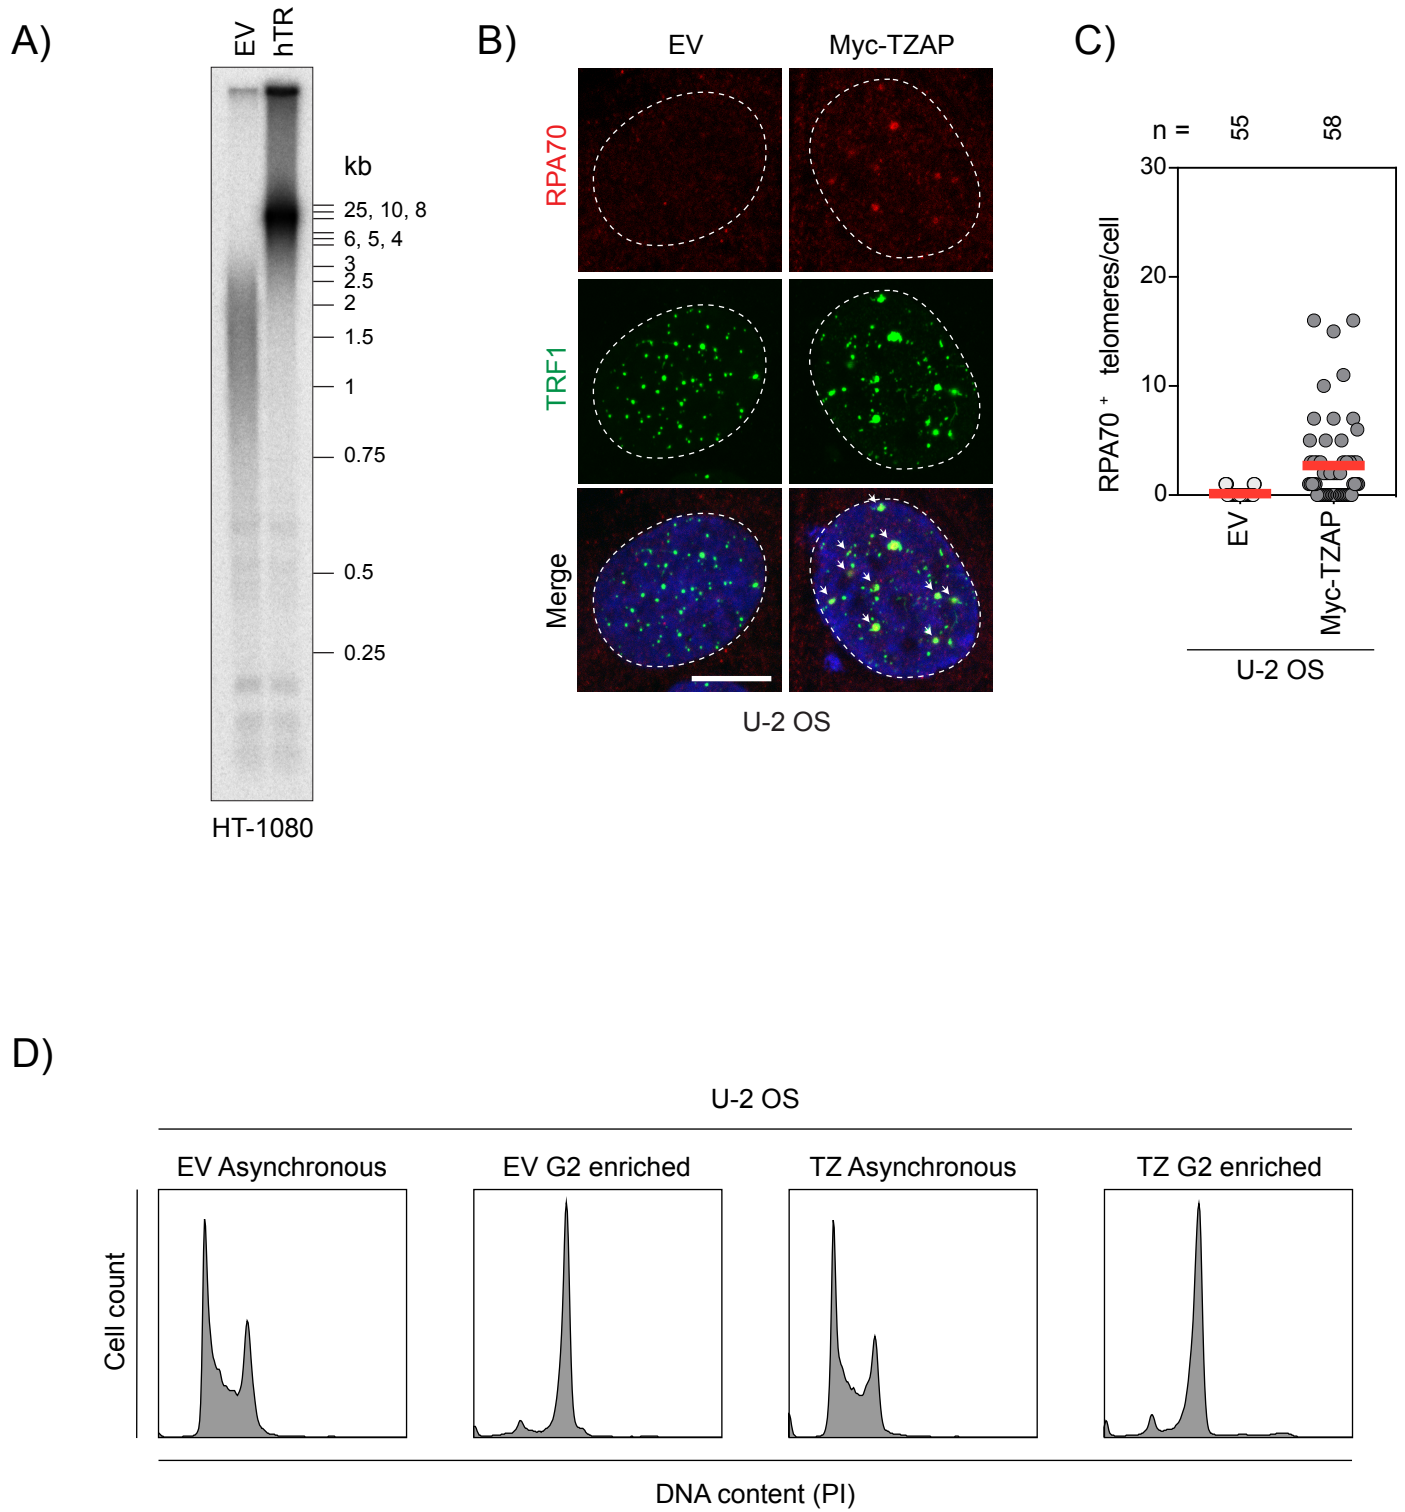 A)
EV
hTR
kb
25, 10, 8
6, 5, 4
3
2.5
2
1.5
1
0.75
0.5
0.25
HT-1080
B)
EV
Myc-TZAP
RPA70
TRF1
Merge
U-2 OS
C)
n =
55
58
RPA70 + telomeres/cell
30
20
10
0
EV
Myc-TZAP
U-2 OS
D)
U-2 OS
EV Asynchronous
EV G2 enriched
TZ Asynchronous
TZ G2 enriched
Cell count
DNA content (PI)